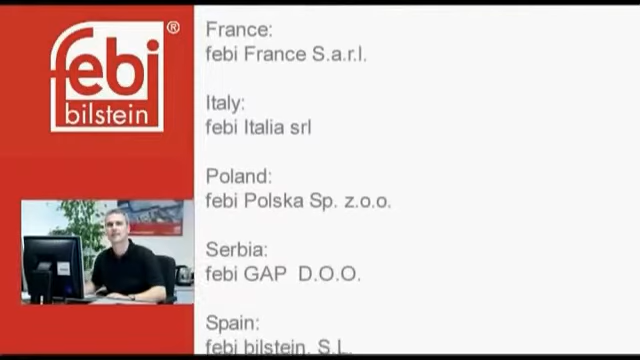 febi®
bilstein
France:
febi France S.a.r.l.
Italy:
febi Italia srl
Poland:
febi Polska Sp. z.o.o.
Serbia:
febi GAP D.O.O.
Spain:
febi bilstein, S.L.